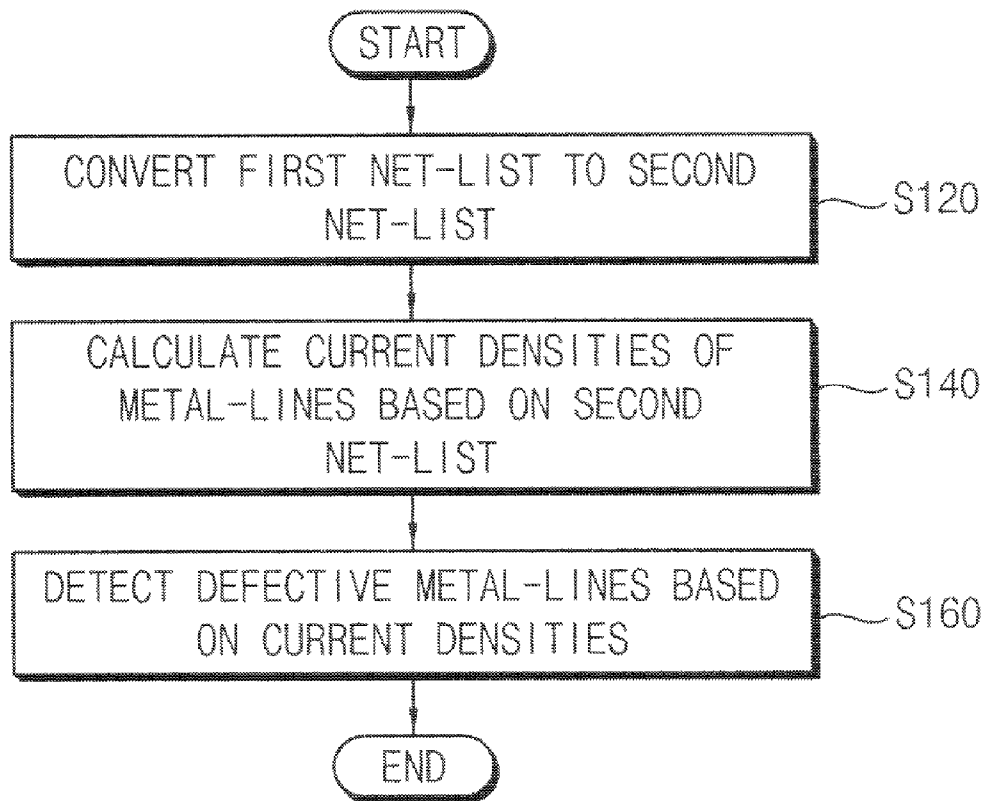 START
CONVERT FIRST NET-LIST TO SECOND
NET-LIST
S120
CALCULATE CURRENT DENSITIES OF
METAL-LINES BASED ON SECOND
NET-LIST
S140
DETECT DEFECTIVE METAL-LINES BASED
ON CURRENT DENSITIES
S160
END